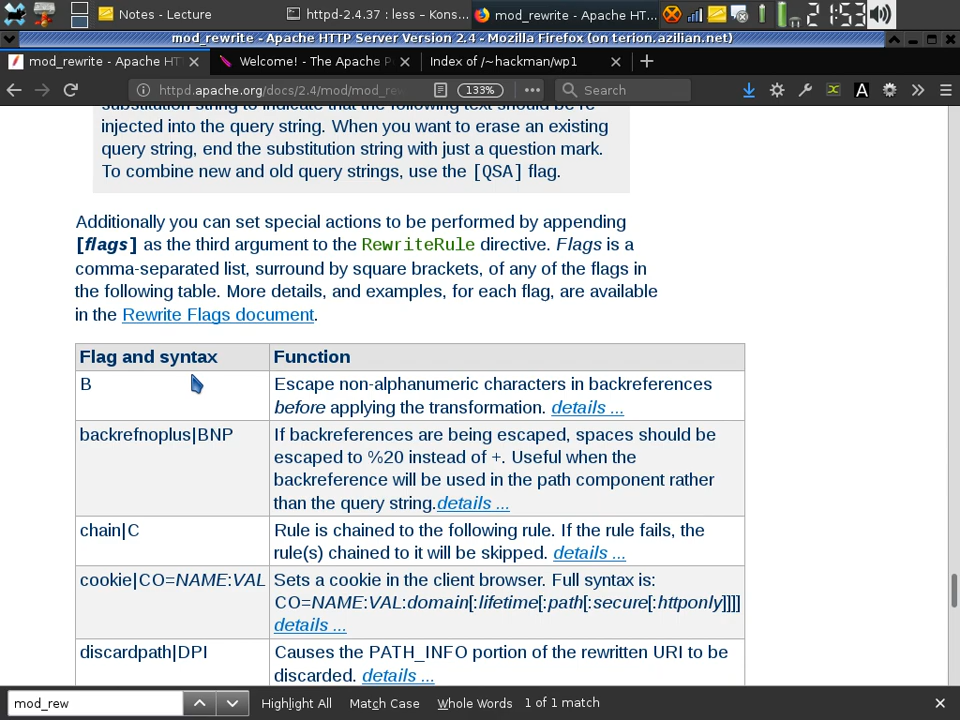 Notes - Lecture
httpd-2.4.37 : less – Kons...
mod_rewrite - Apache HT...
21:53
mod_rewrite - Apache HTTP Server Version 2.4 - Mozilla Firefox (on terion.azilian.net)
mod_rewrite - Apache HT
Welcome! - The Apache P
Index of /~hackman/wp1
httpd.apache.org/docs/2.4/mod/mod_re
133%
Search
substitution string to indicate that the following text should be re-
injected into the query string. When you want to erase an existing
query string, end the substitution string with just a question mark.
To combine new and old query strings, use the [QSA] flag.
Additionally you can set special actions to be performed by appending
[flags] as the third argument to the RewriteRule directive. Flags is a
comma-separated list, surround by square brackets, of any of the flags in
the following table. More details, and examples, for each flag, are available
in the Rewrite Flags document.
Flag and syntax Function
B Escape non-alphanumeric characters in backreferences
before applying the transformation. details ...
backrefnoplus|BNP If backreferences are being escaped, spaces should be
escaped to %20 instead of +. Useful when the
backreference will be used in the path component rather
than the query string.details ...
chain|C Rule is chained to the following rule. If the rule fails, the
rule(s) chained to it will be skipped. details ...
cookie|CO=NAME:VAL Sets a cookie in the client browser. Full syntax is:
CO=NAME:VAL:domain[:lifetime[:path[:secure[:httponly]]]]
details ...
discardpath|DPI Causes the PATH_INFO portion of the rewritten URI to be
discarded. details ...
mod_rew
Highlight All
Match Case
Whole Words
1 of 1 match